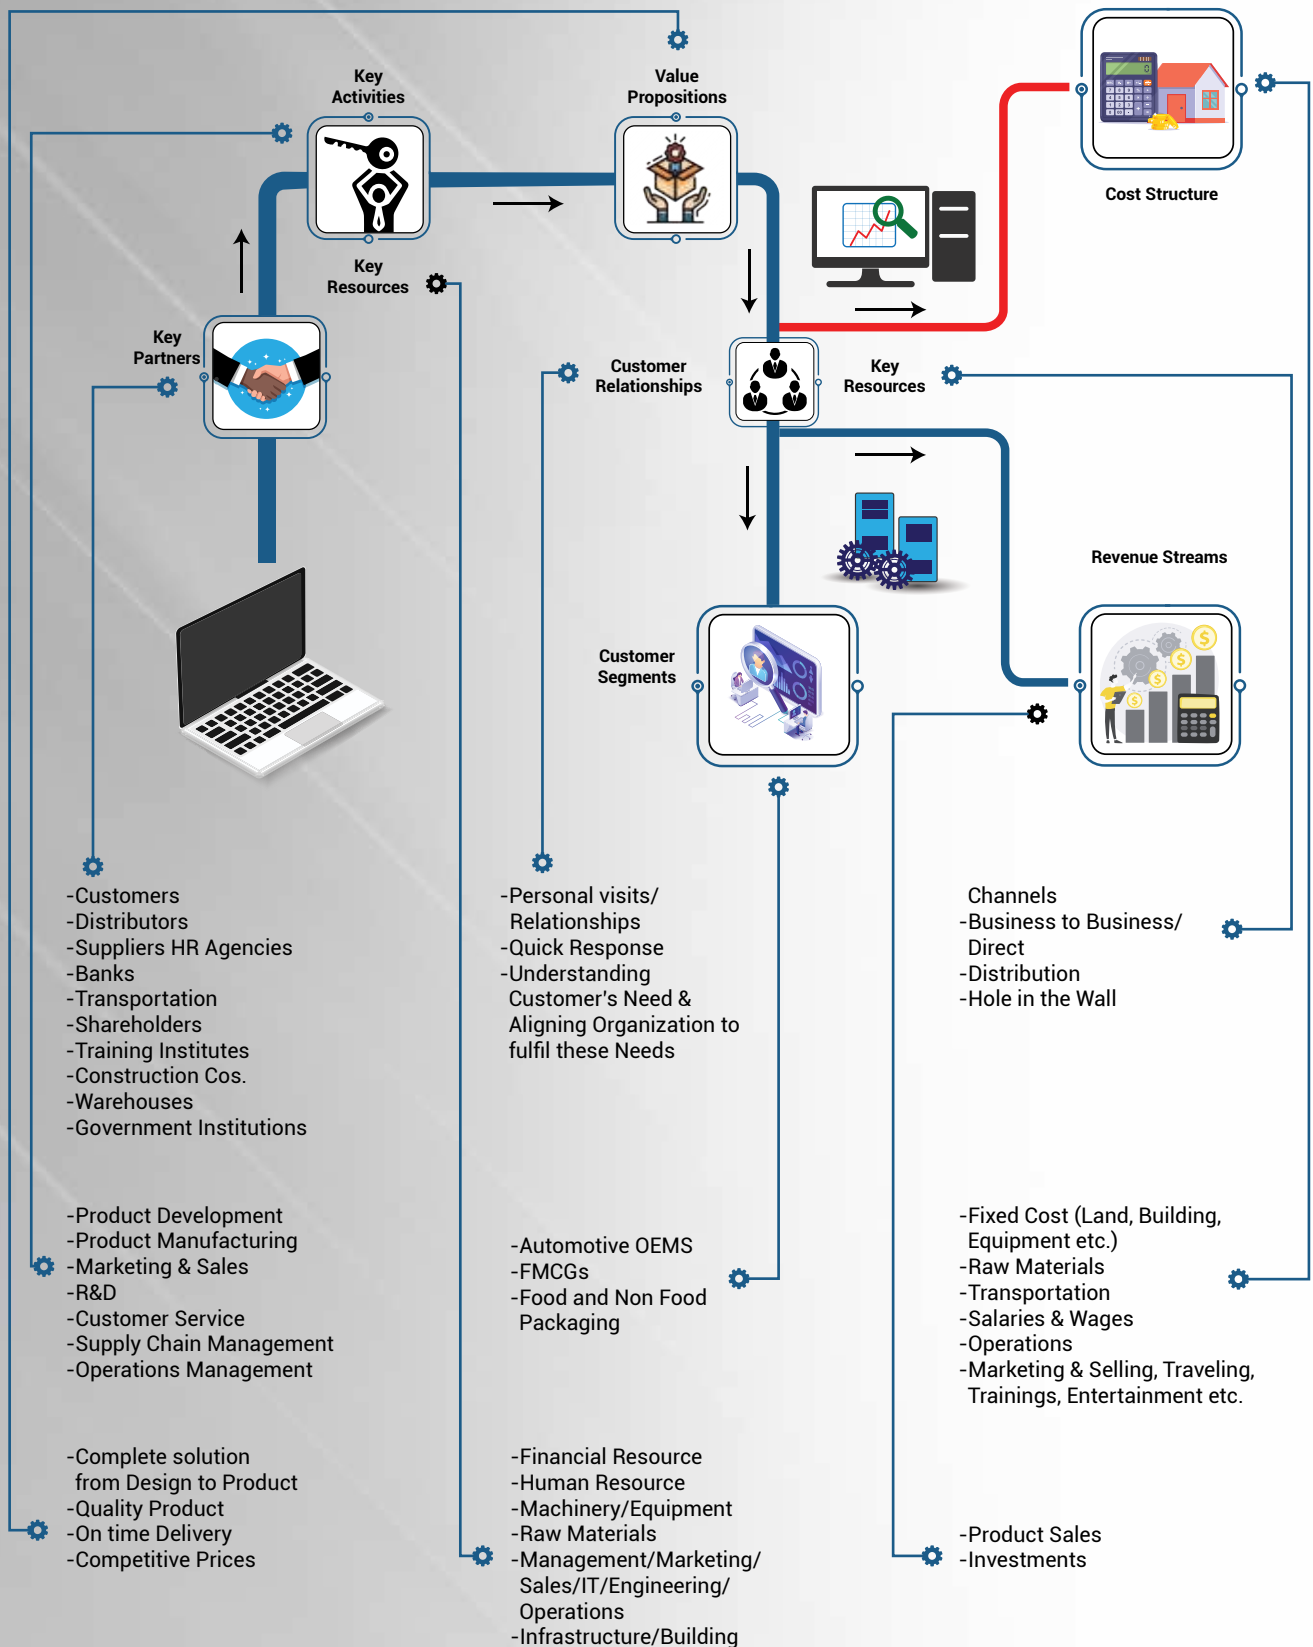 Key
Activities
Value
Propositions
Cost Structure
Key
Resources
Key
Partners
Customer
Relationships
Key
Resources
Revenue Streams
Customer
Segments
-Customers
-Distributors
-Suppliers HR Agencies
-Banks
-Transportation
-Shareholders
-Training Institutes
-Construction Cos.
-Warehouses
-Government Institutions
-Personal visits/
Relationships
-Quick Response
-Understanding
Customer's Need &
Aligning Organization to
fulfil these Needs
Channels
-Business to Business/
Direct
-Distribution
-Hole in the Wall
-Product Development
-Product Manufacturing
-Marketing & Sales
-R&D
-Customer Service
-Supply Chain Management
-Operations Management
-Automotive OEMS
-FMCGs
-Food and Non Food
Packaging
-Fixed Cost (Land, Building,
Equipment etc.)
-Raw Materials
-Transportation
-Salaries & Wages
-Operations
-Marketing & Selling, Traveling,
Trainings, Entertainment etc.
-Complete solution
from Design to Product
-Quality Product
-On time Delivery
-Competitive Prices
-Financial Resource
-Human Resource
-Machinery/Equipment
-Raw Materials
-Management/Marketing/
Sales/IT/Engineering/
Operations
-Infrastructure/Building
-Product Sales
-Investments